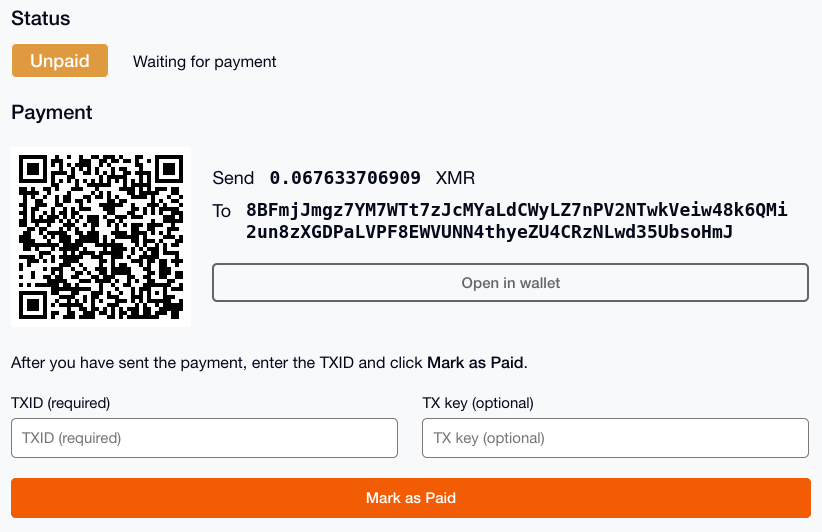 Status
Unpaid Waiting for payment
Payment
Send 0.067633706909 XMR
To 8BFmjJmgz7YM7WTt7zJcMYaLdCWyLZ7nPV2NTwkVeiw48k6QMi
2un8zXGDPaLVPF8EWVUNN4thyeZU4CRzNLwd35UbsoHmJ
Open in wallet
After you have sent the payment, enter the TXID and click Mark as Paid.
TXID (required) TX key (optional)
TXID (required) TX key (optional)
Mark as Paid